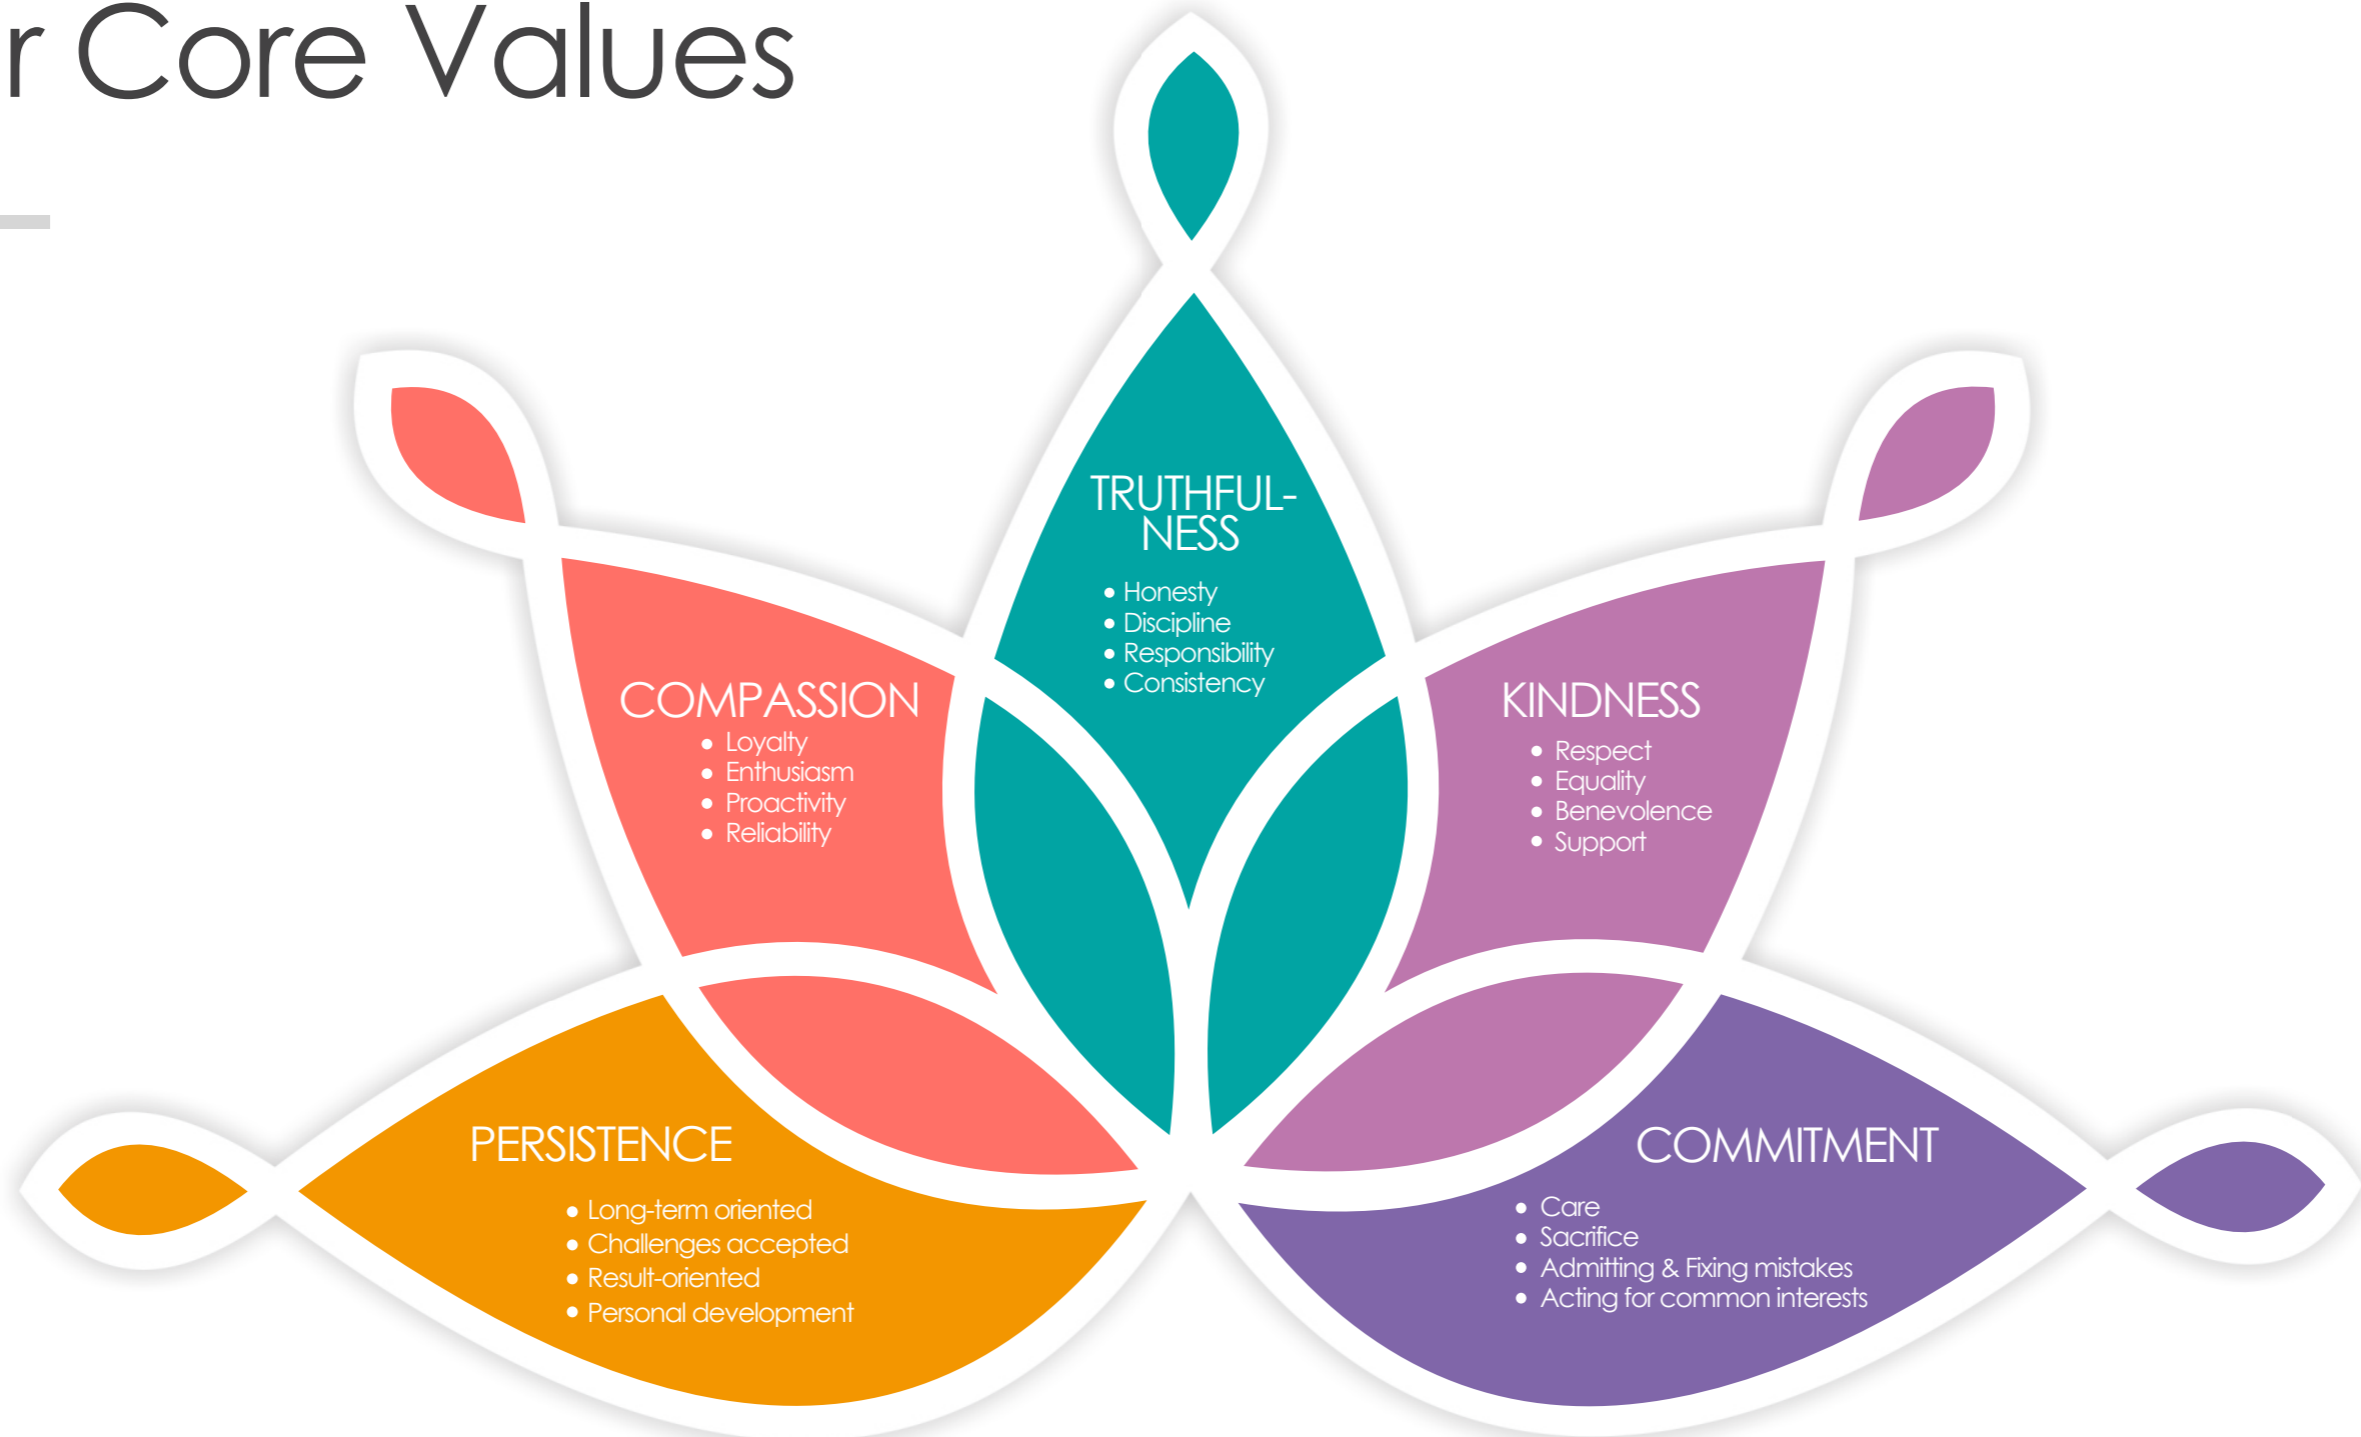 r Core Values
TRUTHFUL-
NESS
• Honesty
• Discipline
• Responsibility
• Consistency
COMPASSION
• Loyalty
• Enthusiasm
• Proactivity
• Reliability
KINDNESS
• Respect
• Equality
• Benevolence
• Support
PERSISTENCE
• Long-term oriented
• Challenges accepted
• Result-oriented
• Personal development
COMMITMENT
• Care
• Sacrifice
• Admitting & Fixing mistakes
• Acting for common interests